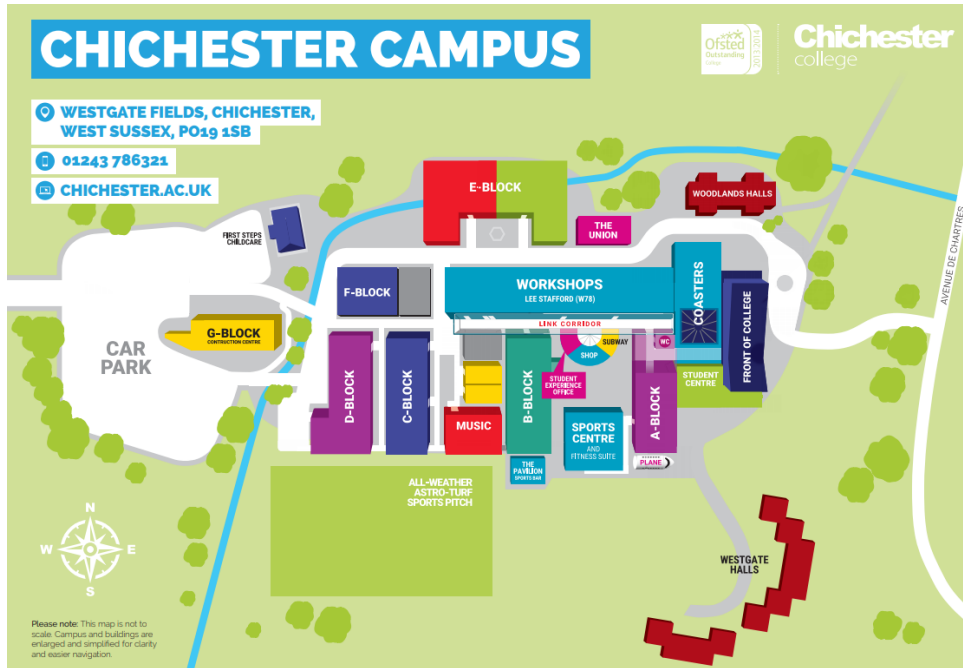 CHICHESTER CAMPUS
Ofsted
Outstanding
College
2013-2014
Chichester
college
WESTGATE FIELDS, CHICHESTER,
WEST SUSSEX, PO19 1SB
01243 786321
CHICHESTER.AC.UK
E-BLOCK
WOODLANDS HALLS
THE
UNION
FIRST STEPS
CHILDCARE
AVENUE DE CHARTRES
F-BLOCK
WORKSHOPS
LEE STAFFORD (W78)
COASTERS
FRONT OF COLLEGE
LINK CORRIDOR
G-BLOCK
CONTRUCTION CENTRE
CAR
PARK
SUBWAY
SHOP
WC
STUDENT
EXPERIENCE
OFFICE
STUDENT
CENTRE
D-BLOCK
C-BLOCK
B-BLOCK
A-BLOCK
MUSIC
SPORTS
CENTRE
AND
FITNESS SUITE
THE
PAVILION
SPORTS BAR
PLANE
ALL-WEATHER
ASTRO-TURF
SPORTS PITCH
N
W
E
S
WESTGATE
HALLS
Please note: This map is not to
scale. Campus and buildings are
enlarged and simplified for clarity
and easier navigation.